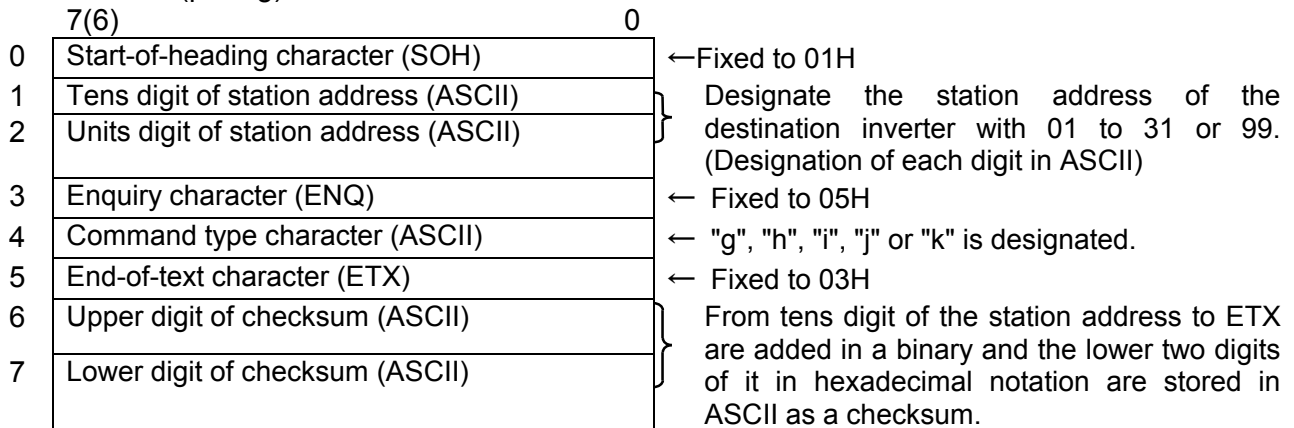 7(6) 0
0 Start-of-heading character (SOH) ←Fixed to 01H
1 Tens digit of station address (ASCII) Designate the station address of the
2 Units digit of station address (ASCII) destination inverter with 01 to 31 or 99.
(Designation of each digit in ASCII)
3 Enquiry character (ENQ) ← Fixed to 05H
4 Command type character (ASCII) ← "g", "h", "i", "j" or "k" is designated.
5 End-of-text character (ETX) ← Fixed to 03H
6 Upper digit of checksum (ASCII) From tens digit of the station address to ETX
are added in a binary and the lower two digits
7 Lower digit of checksum (ASCII) of it in hexadecimal notation are stored in
ASCII as a checksum.